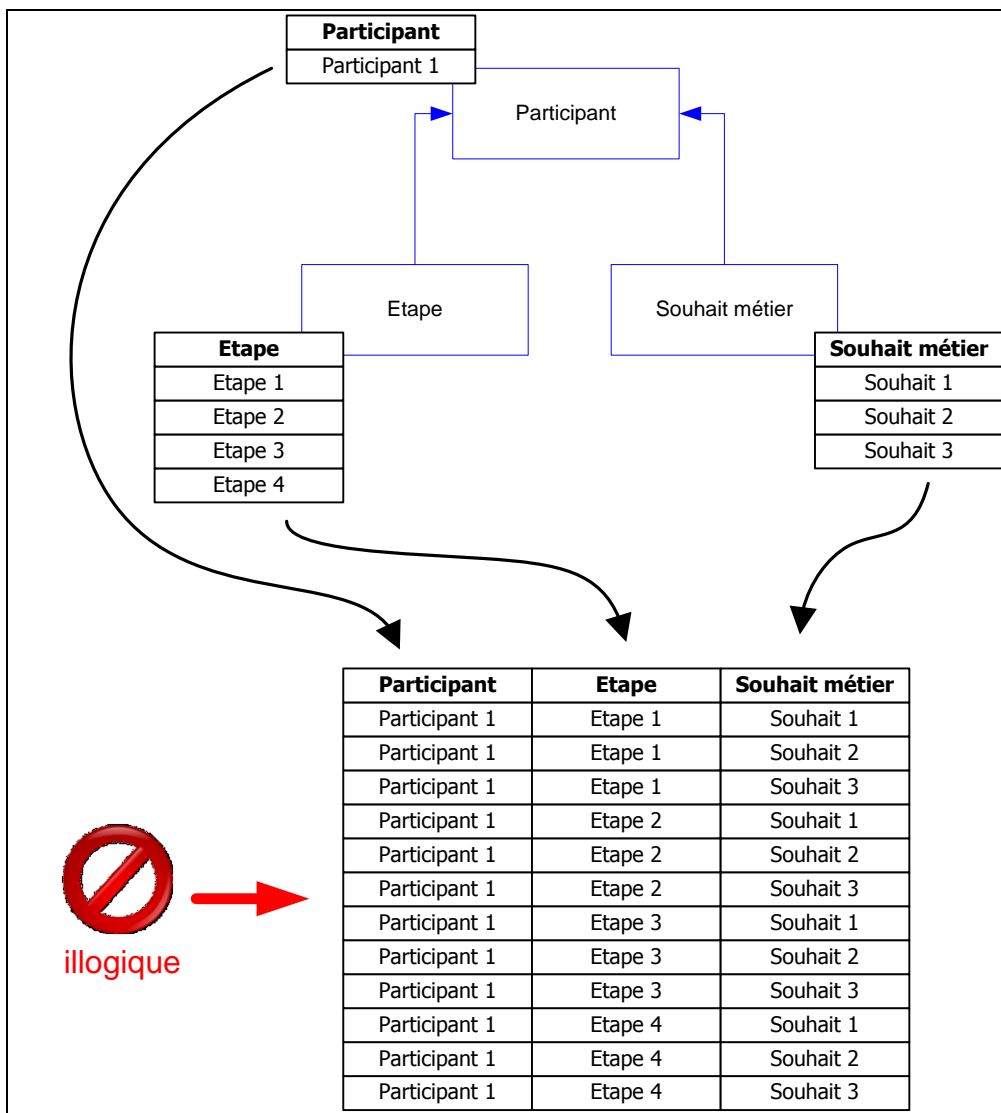 Participant
Participant 1
Participant
Etape
Souhait métier
Etape
Etape 1
Etape 2
Etape 3
Etape 4
Souhait métier
Souhait 1
Souhait 2
Souhait 3
Participant Etape Souhait métier
Participant 1 Etape 1 Souhait 1
Participant 1 Etape 1 Souhait 2
Participant 1 Etape 1 Souhait 3
Participant 1 Etape 2 Souhait 1
Participant 1 Etape 2 Souhait 2
Participant 1 Etape 2 Souhait 3
Participant 1 Etape 3 Souhait 1
Participant 1 Etape 3 Souhait 2
Participant 1 Etape 3 Souhait 3
Participant 1 Etape 4 Souhait 1
Participant 1 Etape 4 Souhait 2
Participant 1 Etape 4 Souhait 3
illogique